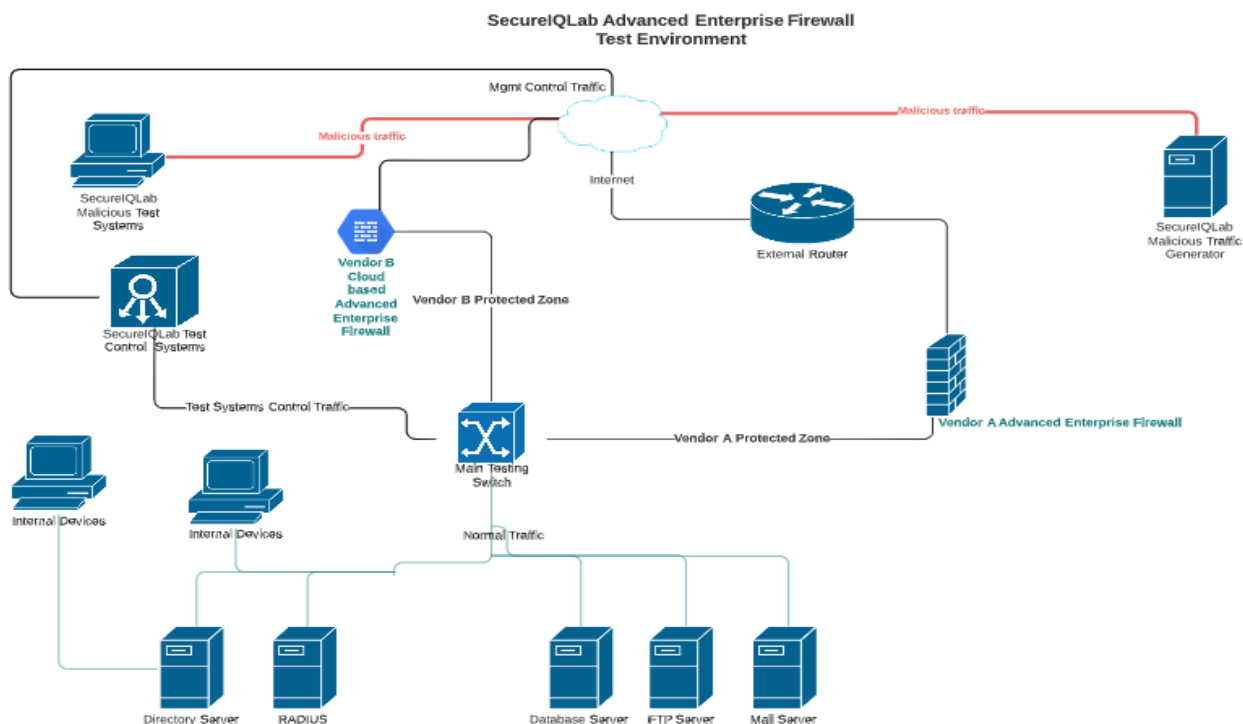 SecureIQLab Advanced Enterprise Firewall
Test Environment
Mgmt Control Traffic
Malicious traffic
Malicious traffic
Internet
SecureIQLab
Malicious Test
Systems
External Router
SecureIQLab
Malicious Traffic
Generator
Vendor B
Cloud
based
Advanced
Enterprise
Firewall
Vendor B Protected Zone
SecureIQLab Test
Control Systems
Test Systems Control Traffic
Vendor A Protected Zone
Vendor A Advanced Enterprise Firewall
Main Testing
Switch
Internal Devices
Internal Devices
Normal Traffic
Directory Server
RADIUS
Database Server
FTP Server
Mail Server